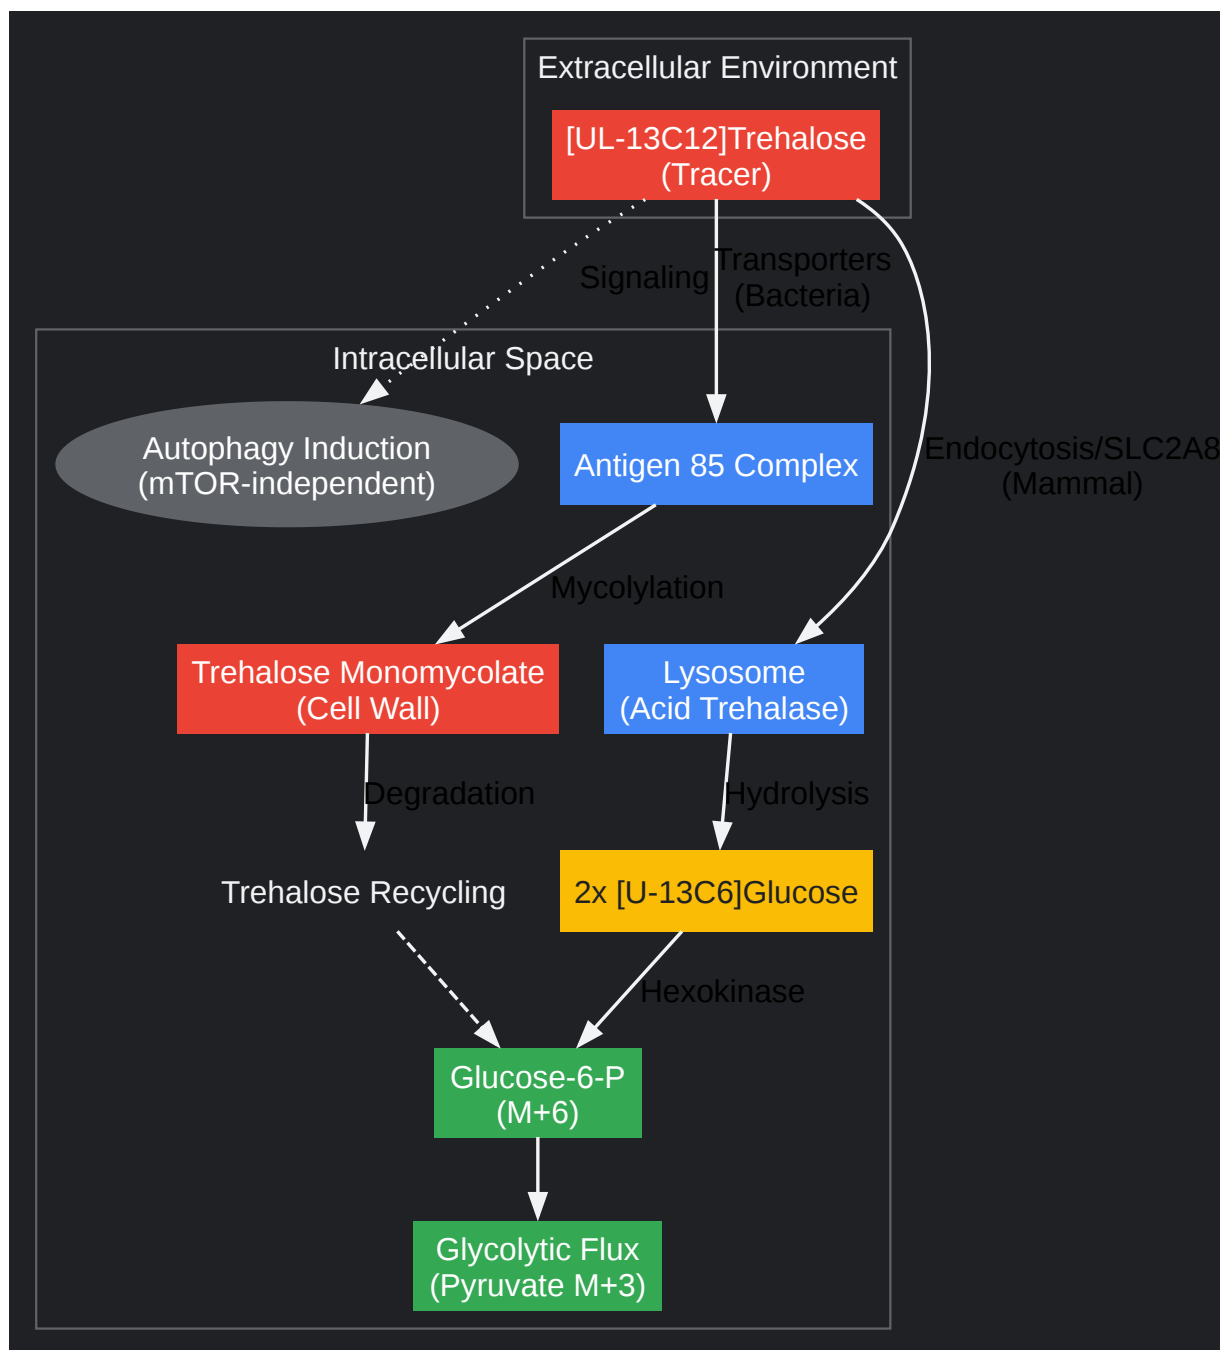 Extracellular Environment
[UL-13C12]Trehalose
(Tracer)
Signaling
Transporters
(Bacteria)
Intracellular Space
Autophagy Induction
(mTOR-independent)
Antigen 85 Complex
Endocytosis/SLC2A8
(Mammal)
Mycolylation
Trehalose Monomycolate
(Cell Wall)
Lysosome
(Acid Trehalase)
Degradation
Hydrolysis
Trehalose Recycling
2x [U-13C6]Glucose
Hexokinase
Glucose-6-P
(M+6)
Glycolytic Flux
(Pyruvate M+3)